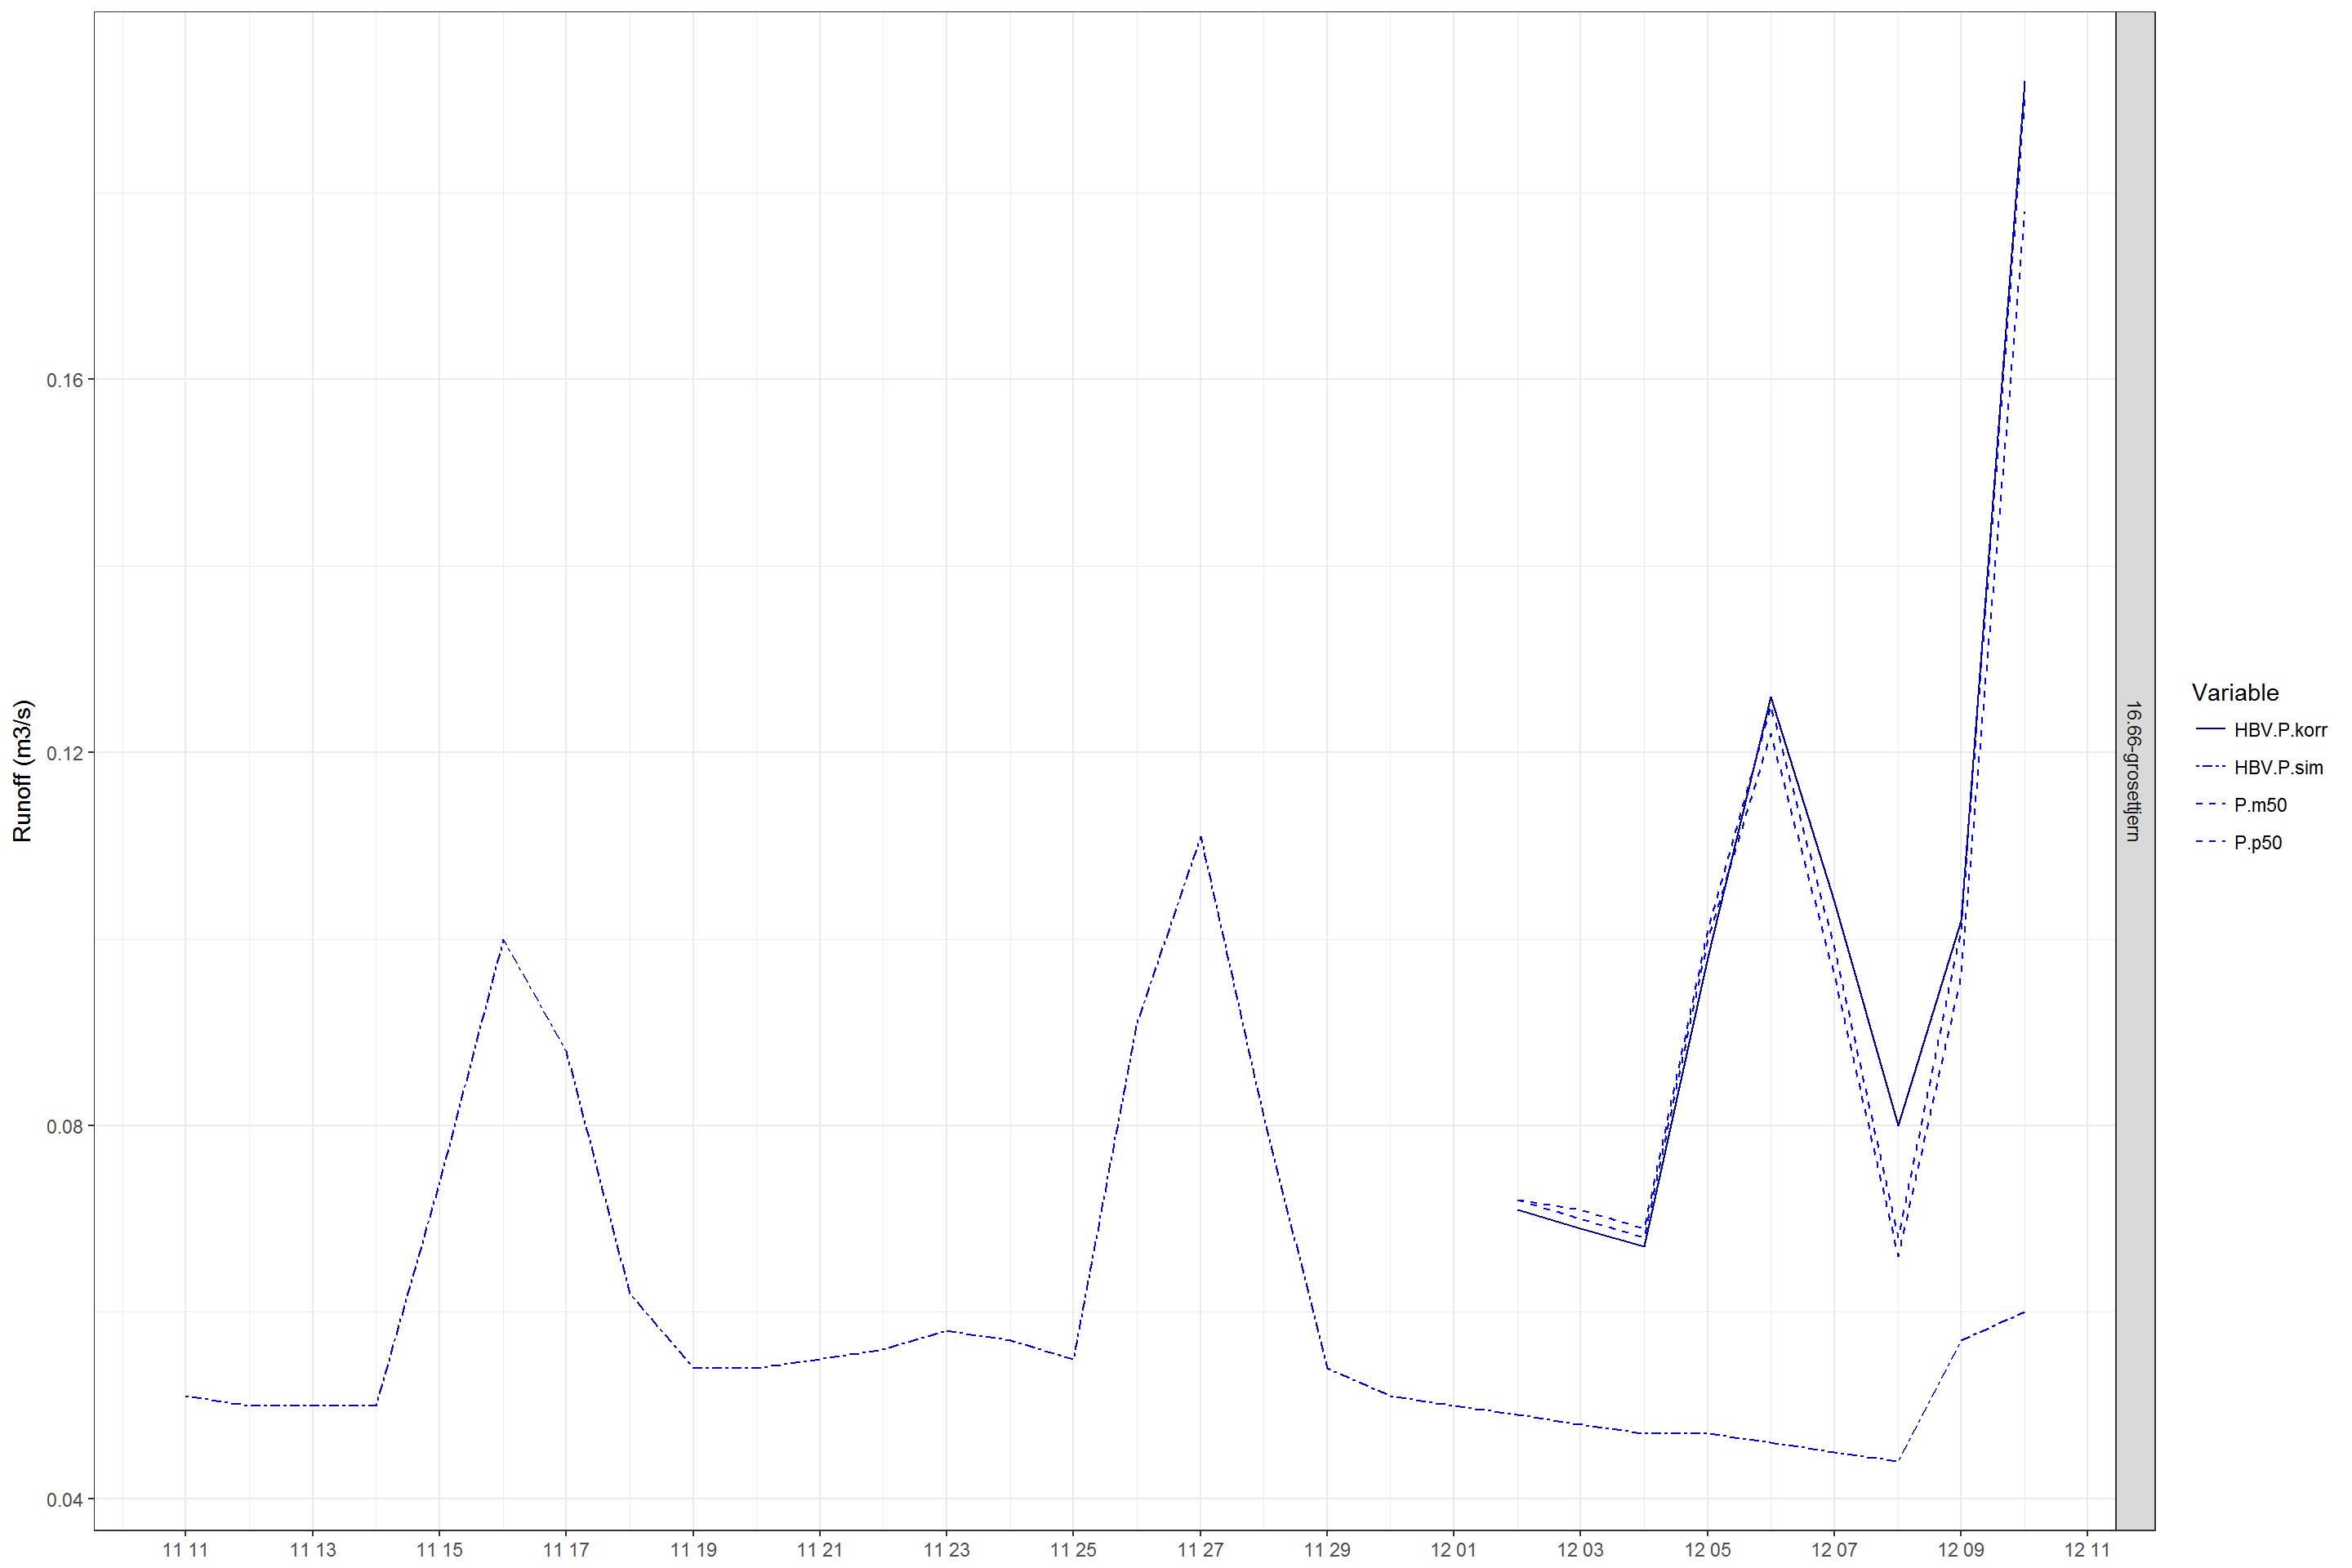 Runoff (m3/s)
0.16
0.12
0.08
0.04
11 11
11 13
11 15
11 17
11 19
11 21
11 23
11 25
11 27
11 29
12 01
12 03
12 05
12 07
12 09
12 11
16.66-grosettjern
Variable
HBV.P.korr
HBV.P.sim
P.m50
P.p50